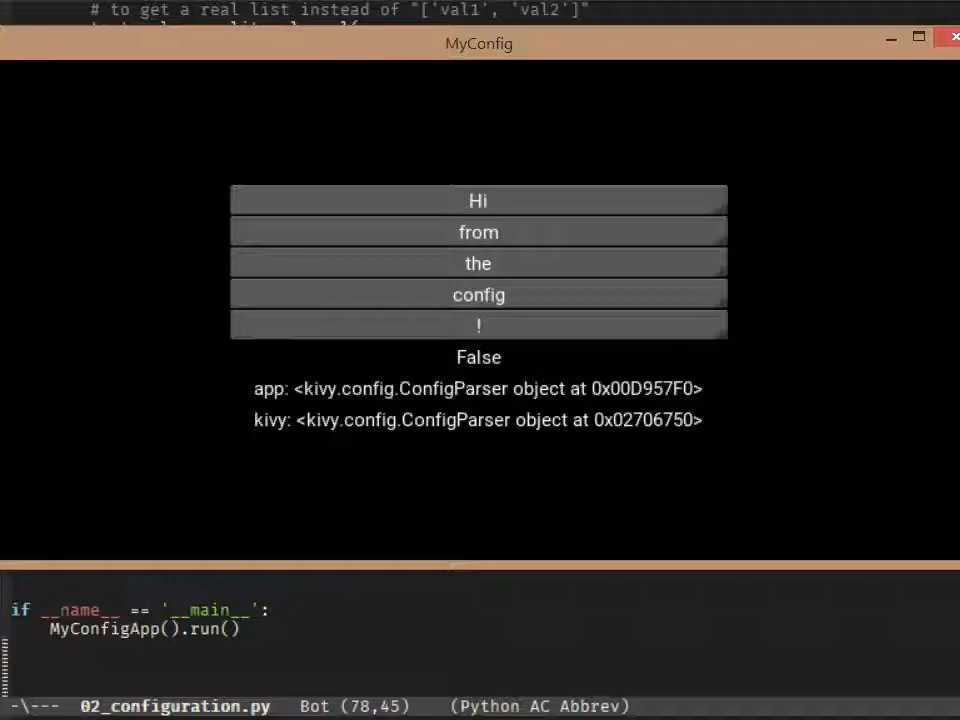 # to get a real list instead of "['val1', 'val2']"
MyConfig
Hi
from
the
config
!
False
app: <kivy.config.ConfigParser object at 0x00D957F0>
kivy: <kivy.config.ConfigParser object at 0x02706750>
if __name__ == '__main__':
MyConfigApp().run()
-\--- 02_configuration.py Bot (78,45) (Python AC Abbrev)